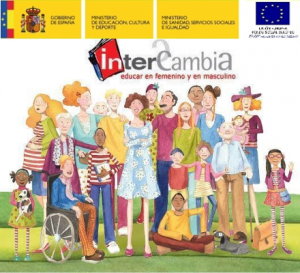 GOBIERNO
DE ESPAÑA
MINISTERIO
DE EDUCACIÓN, CULTURA
Y DEPORTE
MINISTERIO
DE SANIDAD, SERVICIOS SOCIALES
E IGUALDAD
interCambia
educar en femenino y en masculino